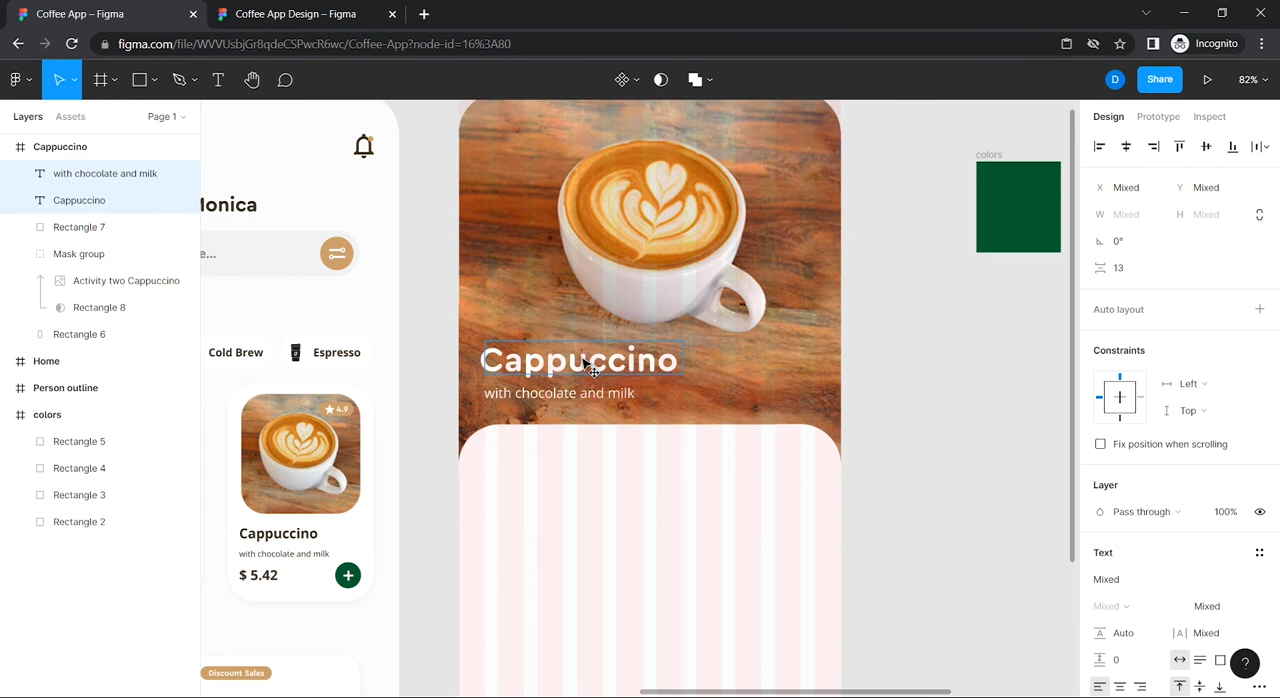 Coffee App – Figma
Coffee App Design – Figma
figma.com/file/WVVUsbjGr8qdeCSPwcR6wc/Coffee-App?node-id=16%3A80
Incognito
D
Share
82%
Layers
Assets
Page 1
Cappuccino
with chocolate and milk
Cappuccino
Rectangle 7
Mask group
Activity two Cappuccino
Rectangle 8
Rectangle 6
Home
Person outline
colors
Rectangle 5
Rectangle 4
Rectangle 3
Rectangle 2
Monica
e...
Cold Brew
Espresso
4.9
Cappuccino
with chocolate and milk
$ 5.42
Discount Sales
Cappuccino
with chocolate and milk
colors
Design
Prototype
Inspect
X Mixed
Y Mixed
W Mixed
H Mixed
0°
13
Auto layout
Constraints
Left
Top
Fix position when scrolling
Layer
Pass through
100%
Text
Mixed
Mixed
Mixed
Auto
Mixed
0
?